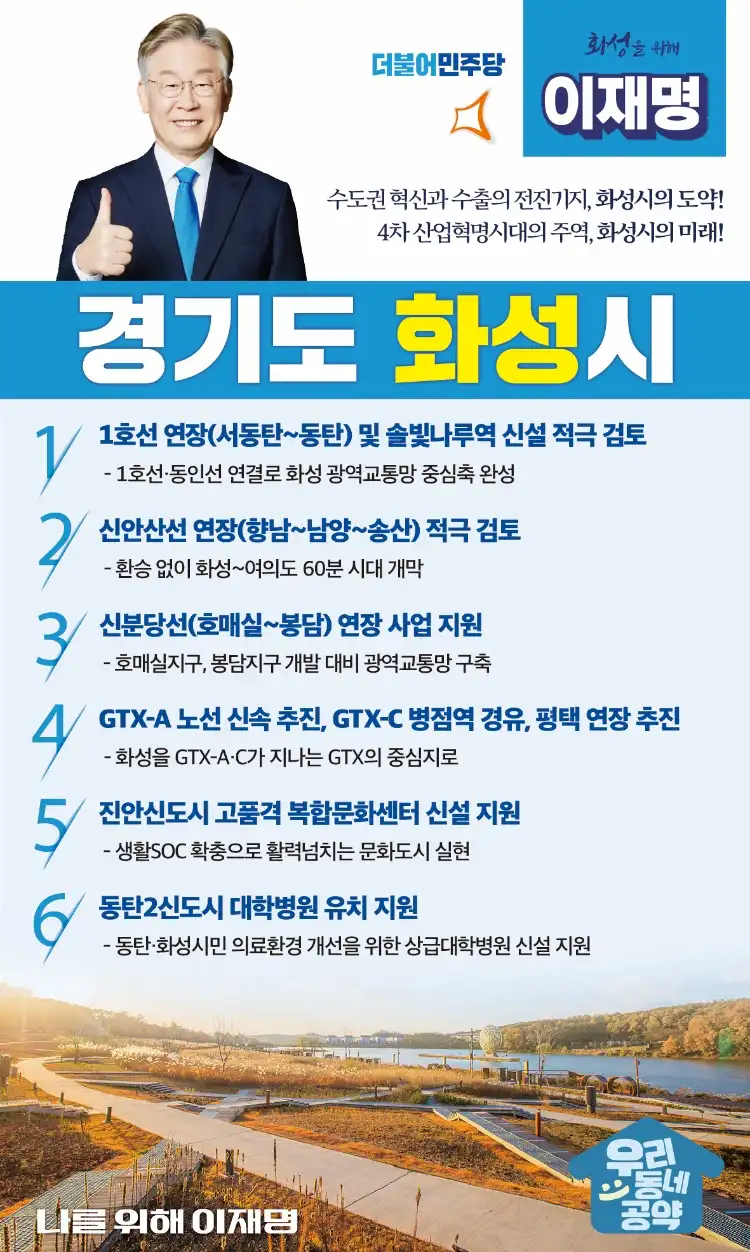 더불어민주당
화성을 위해
이재명
수도권 혁신과 수출의 전진기지, 화성시의 도약!
4차 산업혁명시대의 주역, 화성시의 미래!
경기도 화성시
1 1호선 연장(서동탄~동탄) 및 솔빛나루역 신설 적극 검토
- 1호선·동인선 연결로 화성 광역교통망 중심축 완성
2 신안산선 연장(향남~남양~송산) 적극 검토
- 환승 없이 화성~여의도 60분 시대 개막
3 신분당선(호매실~봉담) 연장 사업 지원
- 호매실지구, 봉담지구 개발 대비 광역교통망 구축
4 GTX-A 노선 신속 추진, GTX-C 병점역 경유, 평택 연장 추진
- 화성을 GTX-A·C가 지나는 GTX의 중심지로
5 진안신도시 고품격 복합문화센터 신설 지원
- 생활SOC 확충으로 활력넘치는 문화도시 실현
6 동탄2신도시 대학병원 유치 지원
- 동탄·화성시민 의료환경 개선을 위한 상급대학병원 신설 지원
나를 위해 이재명
우리
동네
공약